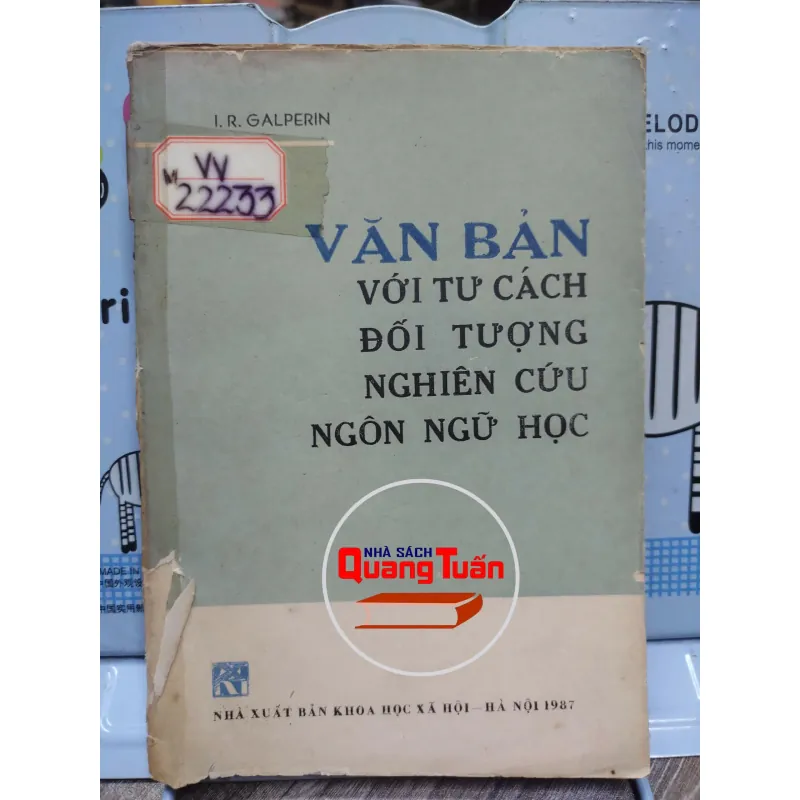 I. R. GALPERIN
VV
22233
VĂN BẢN
VỚI TƯ CÁCH
ĐỐI TƯỢNG
NGHIÊN CỨU
NGÔN NGỮ HỌC
NHÀ SÁCH
Quang Tuấn
NHÀ XUẤT BẢN KHOA HỌC XÃ HỘI — HÀ NỘI 1987
ELOD
his mome
ri
MADE IN